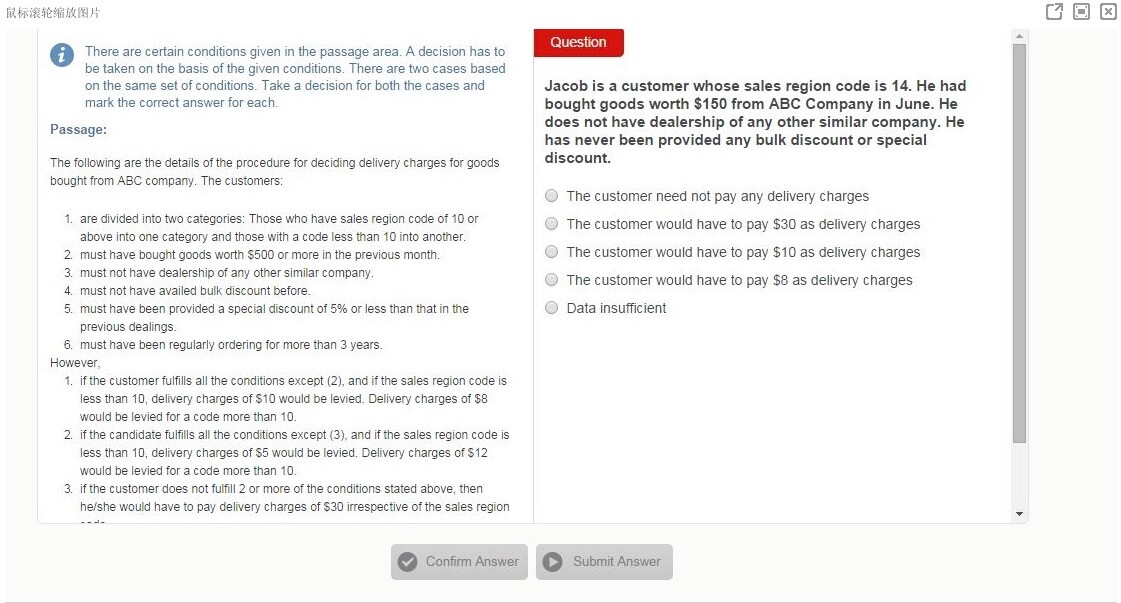 鼠标滚轮缩放图片
There are certain conditions given in the passage area. A decision has to
be taken on the basis of the given conditions. There are two cases based
on the same set of conditions. Take a decision for both the cases and
mark the correct answer for each.
Passage:
The following are the details of the procedure for deciding delivery charges for goods
bought from ABC company. The customers:
1. are divided into two categories: Those who have sales region code of 10 or
above into one category and those with a code less than 10 into another.
2. must have bought goods worth $500 or more in the previous month.
3. must not have dealership of any other similar company.
4. must not have availed bulk discount before.
5. must have been provided a special discount of 5% or less than that in the
previous dealings.
6. must have been regularly ordering for more than 3 years.
However,
1. if the customer fulfills all the conditions except (2), and if the sales region code is
less than 10, delivery charges of $10 would be levied. Delivery charges of $8
would be levied for a code more than 10.
2. if the candidate fulfills all the conditions except (3), and if the sales region code is
less than 10, delivery charges of $5 would be levied. Delivery charges of $12
would be levied for a code more than 10.
3. if the customer does not fulfill 2 or more of the conditions stated above, then
he/she would have to pay delivery charges of $30 irrespective of the sales region
Question
Jacob is a customer whose sales region code is 14. He had
bought goods worth $150 from ABC Company in June. He
does not have dealership of any other similar company. He
has never been provided any bulk discount or special
discount.
The customer need not pay any delivery charges
The customer would have to pay $30 as delivery charges
The customer would have to pay $10 as delivery charges
The customer would have to pay $8 as delivery charges
Data insufficient
Confirm Answer
Submit Answer